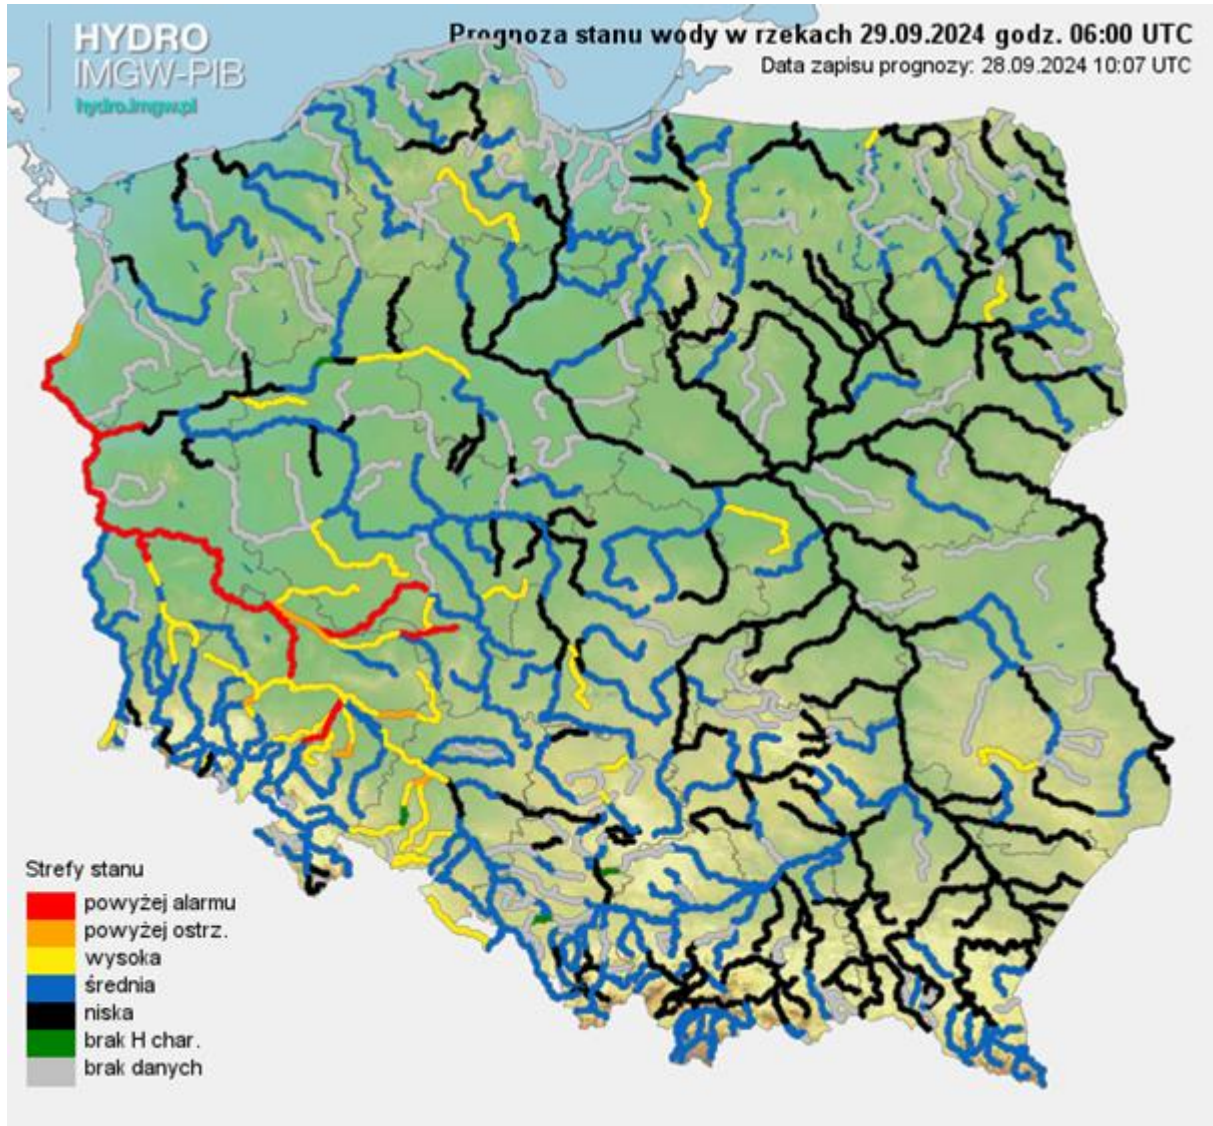 HYDRO
IMGW-PIB
hydro.imgw.pl
Prognoza stanu wody w rzekach 29.09.2024 godz. 06:00 UTC
Data zapisu prognozy: 28.09.2024 10:07 UTC
Strefy stanu
powyżej alarmu
powyżej ostrz.
wysoka
średnia
niska
brak H char.
brak danych